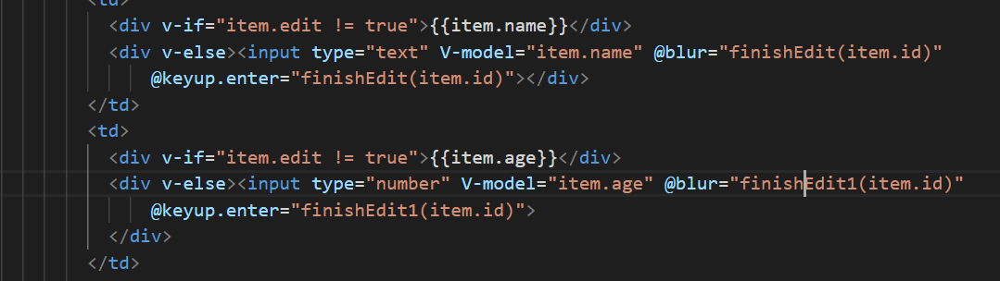 <td>
<div v-if="item.edit != true">{{item.name}}</div>
<div v-else><input type="text" V-model="item.name" @blur="finishEdit(item.id)"
@keyup.enter="finishEdit(item.id)"></div>
</td>
<td>
<div v-if="item.edit != true">{{item.age}}</div>
<div v-else><input type="number" V-model="item.age" @blur="finishEdit1(item.id)"
@keyup.enter="finishEdit1(item.id)">
</div>
</td>